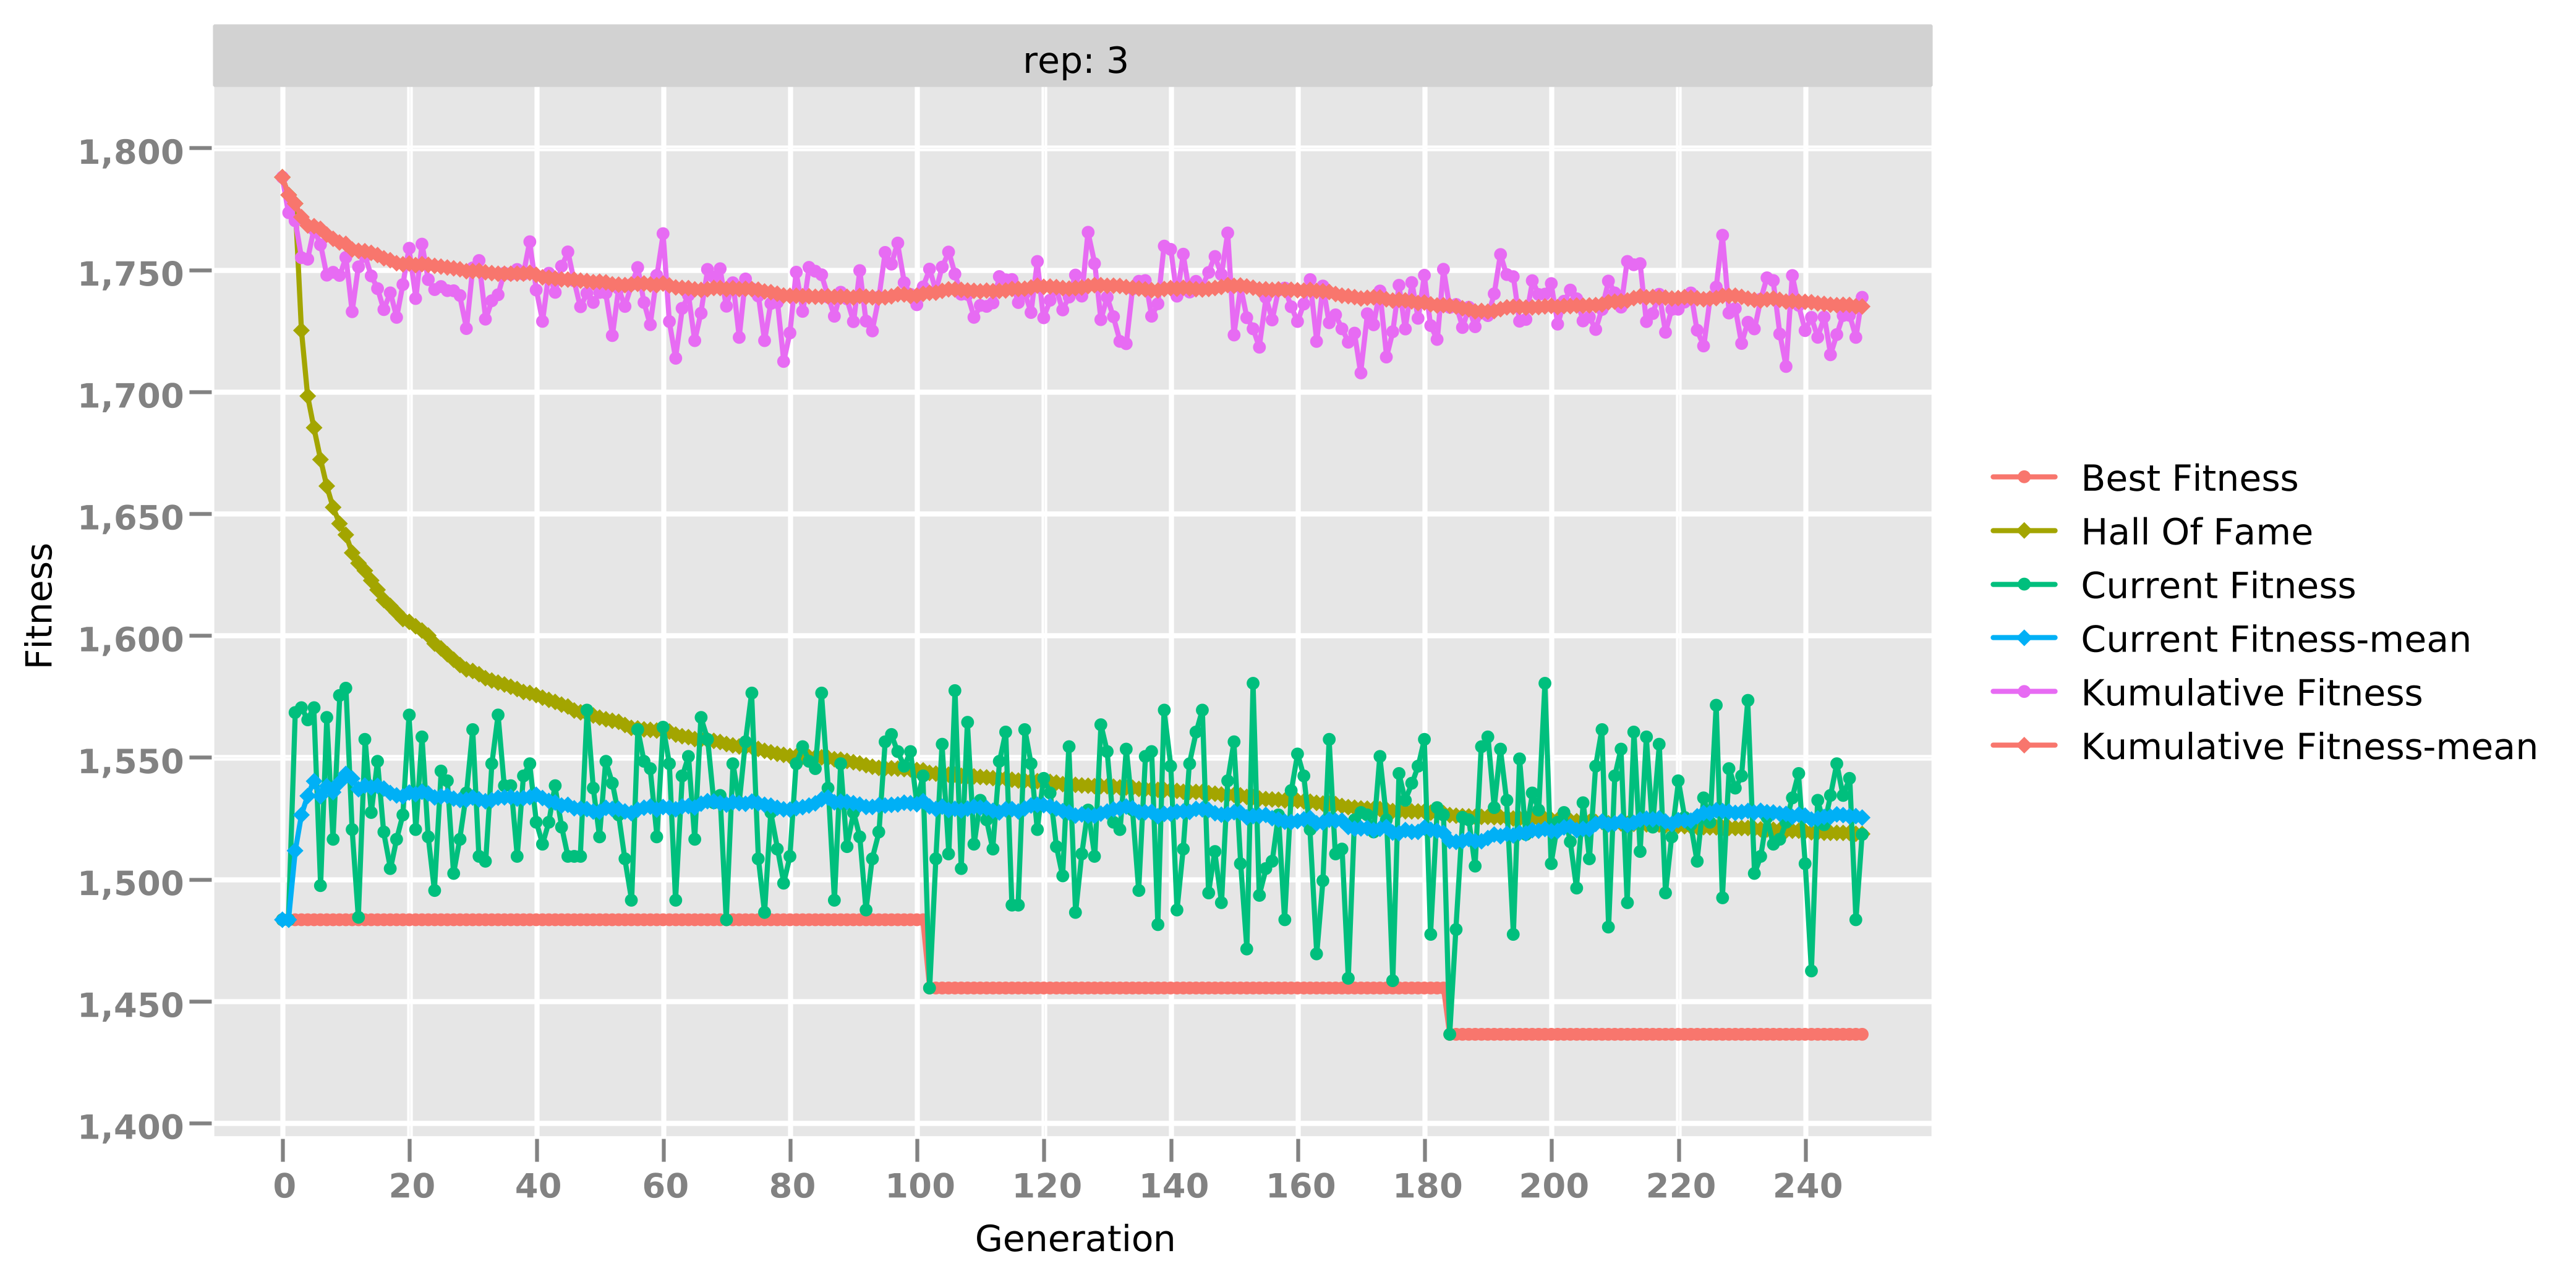 rep: 3
1,800
1,750
1,700
1,650
1,600
1,550
1,500
1,450
1,400
Fitness
0 20 40 60 80 100 120 140 160 180 200 220 240
Generation
Best Fitness
Hall Of Fame
Current Fitness
Current Fitness-mean
Kumulative Fitness
Kumulative Fitness-mean